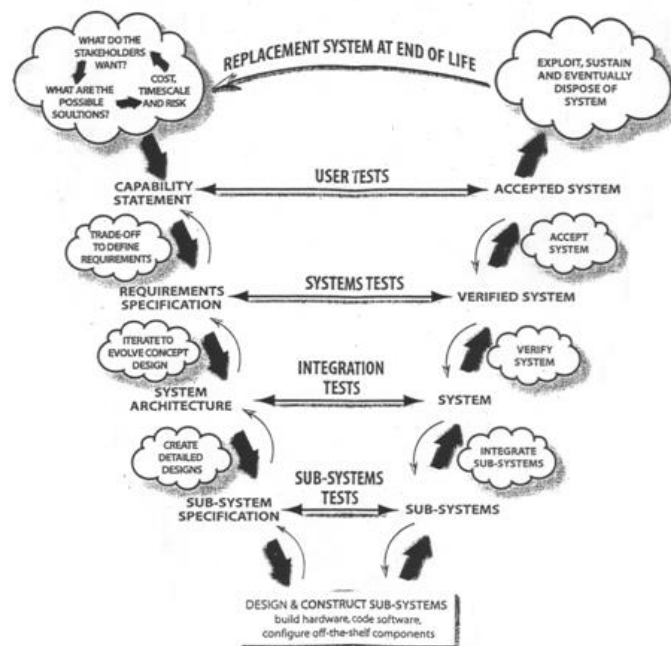 WHAT DO THE
STAKEHOLDERS
WANT?
WHAT ARE THE
POSSIBLE
SOULTIONS?
COST,
TIMESCALE
AND RISK
REPLACEMENT SYSTEM AT END OF LIFE
EXPLOIT, SUSTAIN
AND EVENTUALLY
DISPOSE OF
SYSTEM
CAPABILITY
STATEMENT
USER TESTS
ACCEPTED SYSTEM
TRADE-OFF
TO DEFINE
REQUIREMENTS
ACCEPT
SYSTEM
REQUIREMENTS
SPECIFICATION
SYSTEMS TESTS
VERIFIED SYSTEM
ITERATE TO
EVOLVE CONCEPT
DESIGN
VERIFY
SYSTEM
SYSTEM
ARCHITECTURE
INTEGRATION
TESTS
SYSTEM
CREATE
DETAILED
DESIGNS
INTEGRATE
SUB-SYSTEMS
SUB-SYSTEM
SPECIFICATION
SUB-SYSTEMS
TESTS
SUB-SYSTEMS
DESIGN & CONSTRUCT SUB-SYSTEMS
build hardware, code software,
configure off-the-shelf components